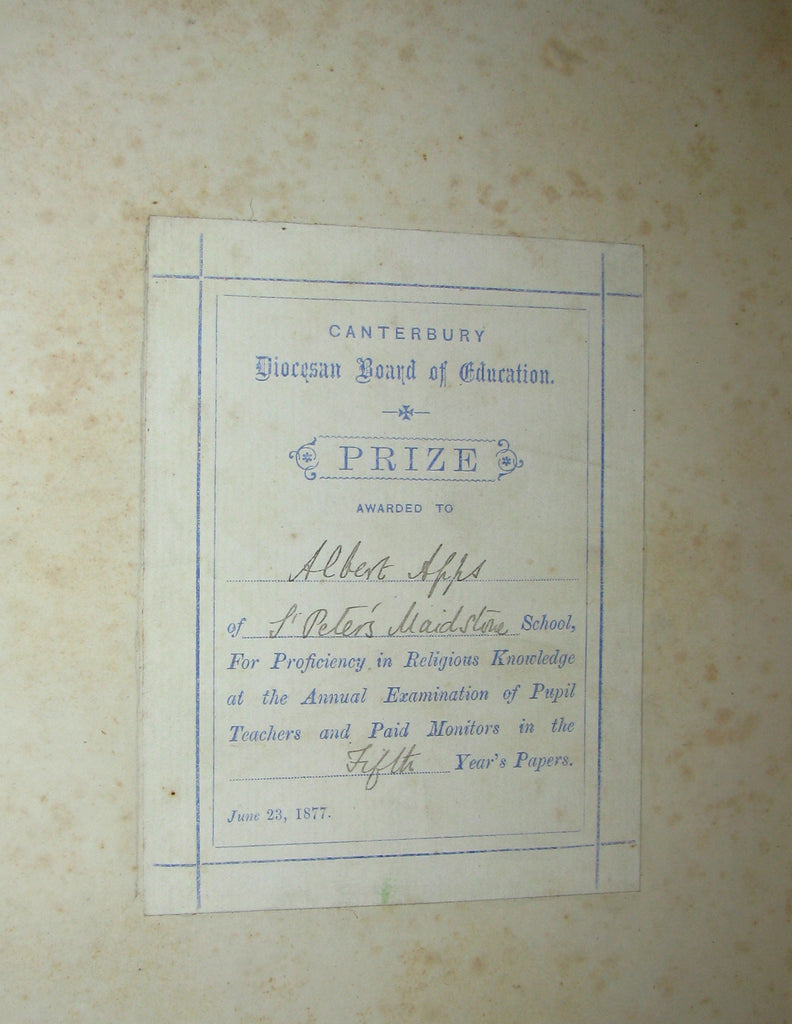 CANTERBURY
Diocesan Board of Education.
PRIZE
AWARDED TO
Albert Apps
of St Peter's Maidstone School,
For Proficiency in Religious Knowledge
at the Annual Examination of Pupil
Teachers and Paid Monitors in the
Fifth Year's Papers.
June 23, 1877.